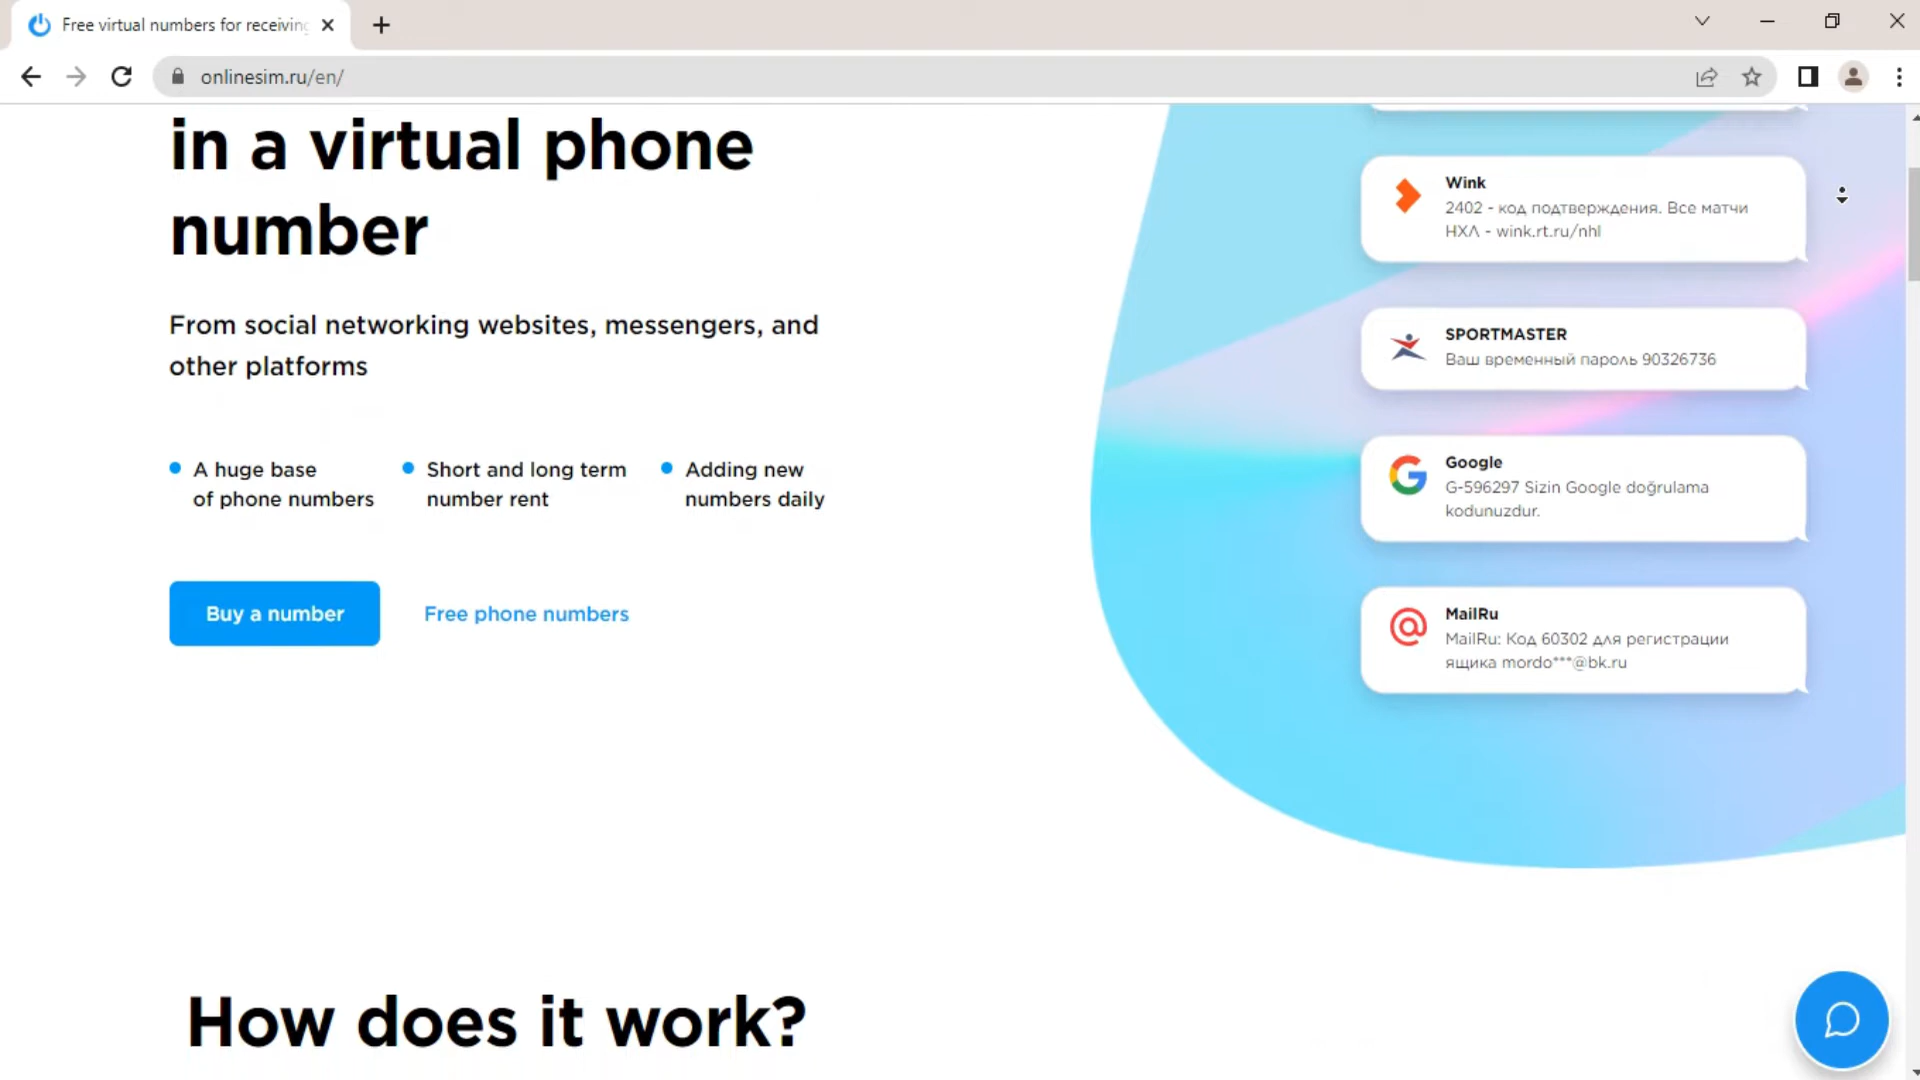 Free virtual numbers for receiving
onlinesim.ru/en/
in a virtual phone
number
From social networking websites, messengers, and
other platforms
A huge base
of phone numbers
Short and long term
number rent
Adding new
numbers daily
Buy a number
Free phone numbers
Wink
2402 - код подтверждения. Все матчи
НХЛ - wink.rt.ru/nhl
SPORTMASTER
Ваш временный пароль 90326736
Google
G-596297 Sizin Google doğrulama
kodunuzdur.
MailRu
MailRu: Код 60302 для регистрации
ящика mordo***@bk.ru
How does it work?